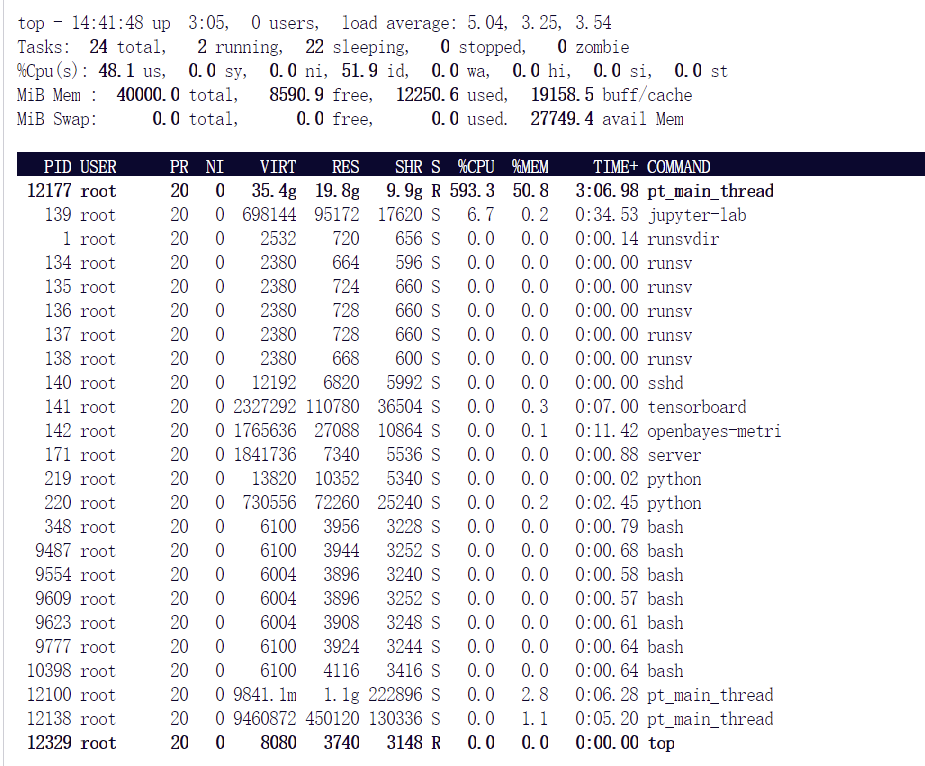 top - 14:41:48 up  3:05,  0 users,  load average: 5.04, 3.25, 3.54
Tasks:  24 total,   2 running,  22 sleeping,   0 stopped,   0 zombie
%Cpu(s): 48.1 us,  0.0 sy,  0.0 ni, 51.9 id,  0.0 wa,  0.0 hi,  0.0 si,  0.0 st
MiB Mem :  40000.0 total,   8590.9 free,  12250.6 used,  19158.5 buff/cache
MiB Swap:      0.0 total,      0.0 free,      0.0 used.  27749.4 avail Mem
PID USER      PR  NI    VIRT    RES    SHR S  %CPU  %MEM     TIME+ COMMAND
12177 root      20   0   35.4g  19.8g   9.9g R 593.3  50.8   3:06.98 pt_main_thread
139 root      20   0  698144  95172  17620 S   6.7   0.2   0:34.53 jupyter-lab
1 root      20   0    2532    720    656 S   0.0   0.0   0:00.14 runsvdir
134 root      20   0    2380    664    596 S   0.0   0.0   0:00.00 runsv
135 root      20   0    2380    724    660 S   0.0   0.0   0:00.00 runsv
136 root      20   0    2380    728    660 S   0.0   0.0   0:00.00 runsv
137 root      20   0    2380    728    660 S   0.0   0.0   0:00.00 runsv
138 root      20   0    2380    668    600 S   0.0   0.0   0:00.00 runsv
140 root      20   0   12192   6820   5992 S   0.0   0.0   0:00.00 sshd
141 root      20   0 2327292 110780  36504 S   0.0   0.3   0:07.00 tensorboard
142 root      20   0 1765636  27088  10864 S   0.0   0.1   0:11.42 openbayes-metri
171 root      20   0 1841736   7340   5536 S   0.0   0.0   0:00.88 server
219 root      20   0   13820  10352   5340 S   0.0   0.0   0:00.02 python
220 root      20   0  730556  72260  25240 S   0.0   0.2   0:02.45 python
348 root      20   0    6100   3956   3228 S   0.0   0.0   0:00.79 bash
9487 root      20   0    6100   3944   3252 S   0.0   0.0   0:00.68 bash
9554 root      20   0    6004   3896   3240 S   0.0   0.0   0:00.58 bash
9609 root      20   0    6004   3896   3252 S   0.0   0.0   0:00.57 bash
9623 root      20   0    6004   3908   3248 S   0.0   0.0   0:00.61 bash
9777 root      20   0    6100   3924   3244 S   0.0   0.0   0:00.64 bash
10398 root      20   0    6100   4116   3416 S   0.0   0.0   0:00.64 bash
12100 root      20   0 9841.1m   1.1g 222896 S   0.0   2.8   0:06.28 pt_main_thread
12138 root      20   0 9460872 450120 130336 S   0.0   1.1   0:05.20 pt_main_thread
12329 root      20   0    8080   3740   3148 R   0.0   0.0   0:00.00 top